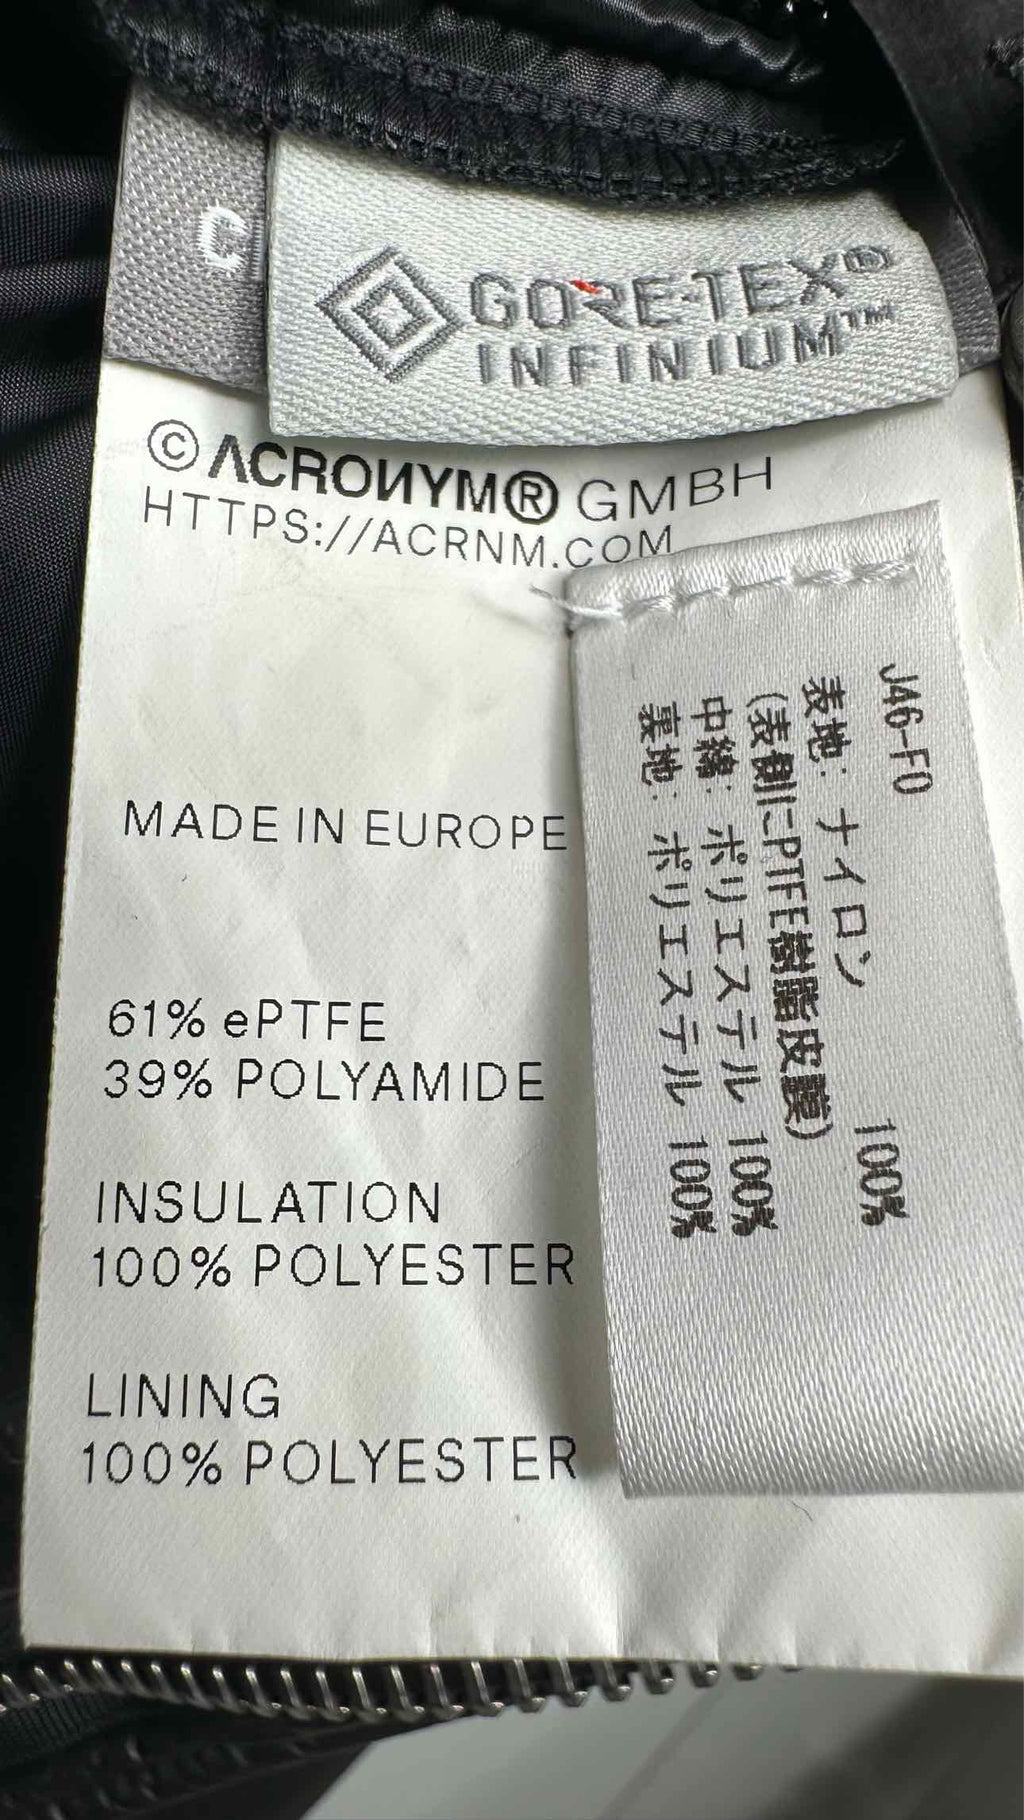 C
GORE-TEX®
INFINIUM™
©ACRONYM® GMBH
HTTPS://ACRNM.COM
MADE IN EUROPE
61% ePTFE
39% POLYAMIDE
INSULATION
100% POLYESTER
LINING
100% POLYESTER
J46-F0
表地: ナイロン 100%
(表側にPTFE樹脂皮膜)
中綿: ポリエステル 100%
裏地: ポリエステル 100%